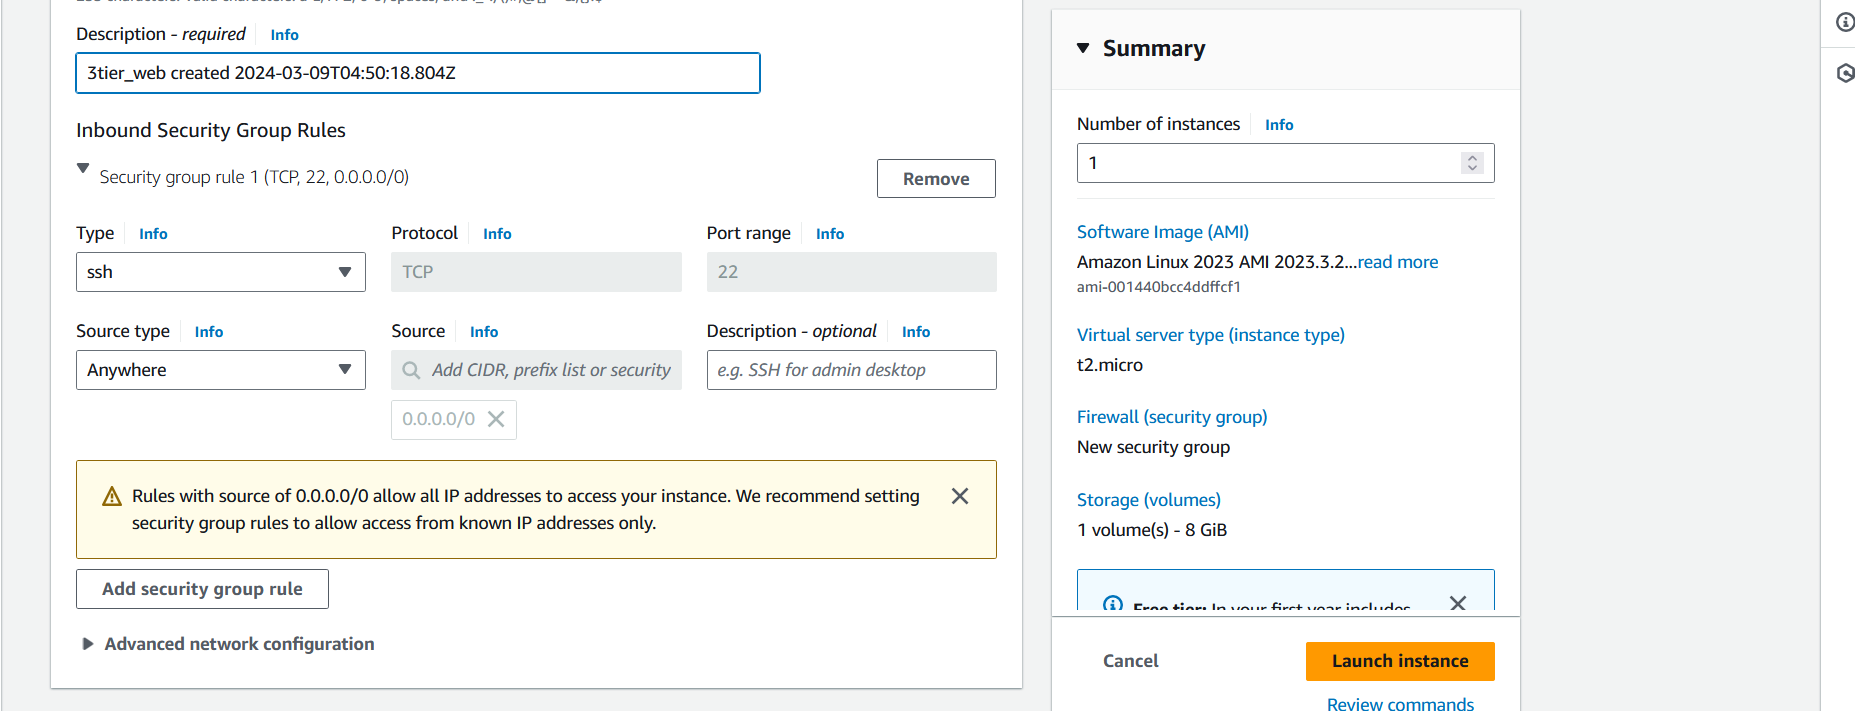 Description - required Info
3tier_web created 2024-03-09T04:50:18.804Z
Inbound Security Group Rules
Security group rule 1 (TCP, 22, 0.0.0.0/0)
Remove
Type Info
Protocol Info
Port range Info
ssh
TCP
22
Source type Info
Source Info
Description - optional Info
Anywhere
Add CIDR, prefix list or security
e.g. SSH for admin desktop
0.0.0.0/0
Rules with source of 0.0.0.0/0 allow all IP addresses to access your instance. We recommend setting
security group rules to allow access from known IP addresses only.
Add security group rule
Advanced network configuration
Summary
Number of instances Info
1
Software Image (AMI)
Amazon Linux 2023 AMI 2023.3.2...read more
ami-001440bcc4ddffcf1
Virtual server type (instance type)
t2.micro
Firewall (security group)
New security group
Storage (volumes)
1 volume(s) - 8 GiB
Free tier: In your first year includes
Cancel
Launch instance
Review commands